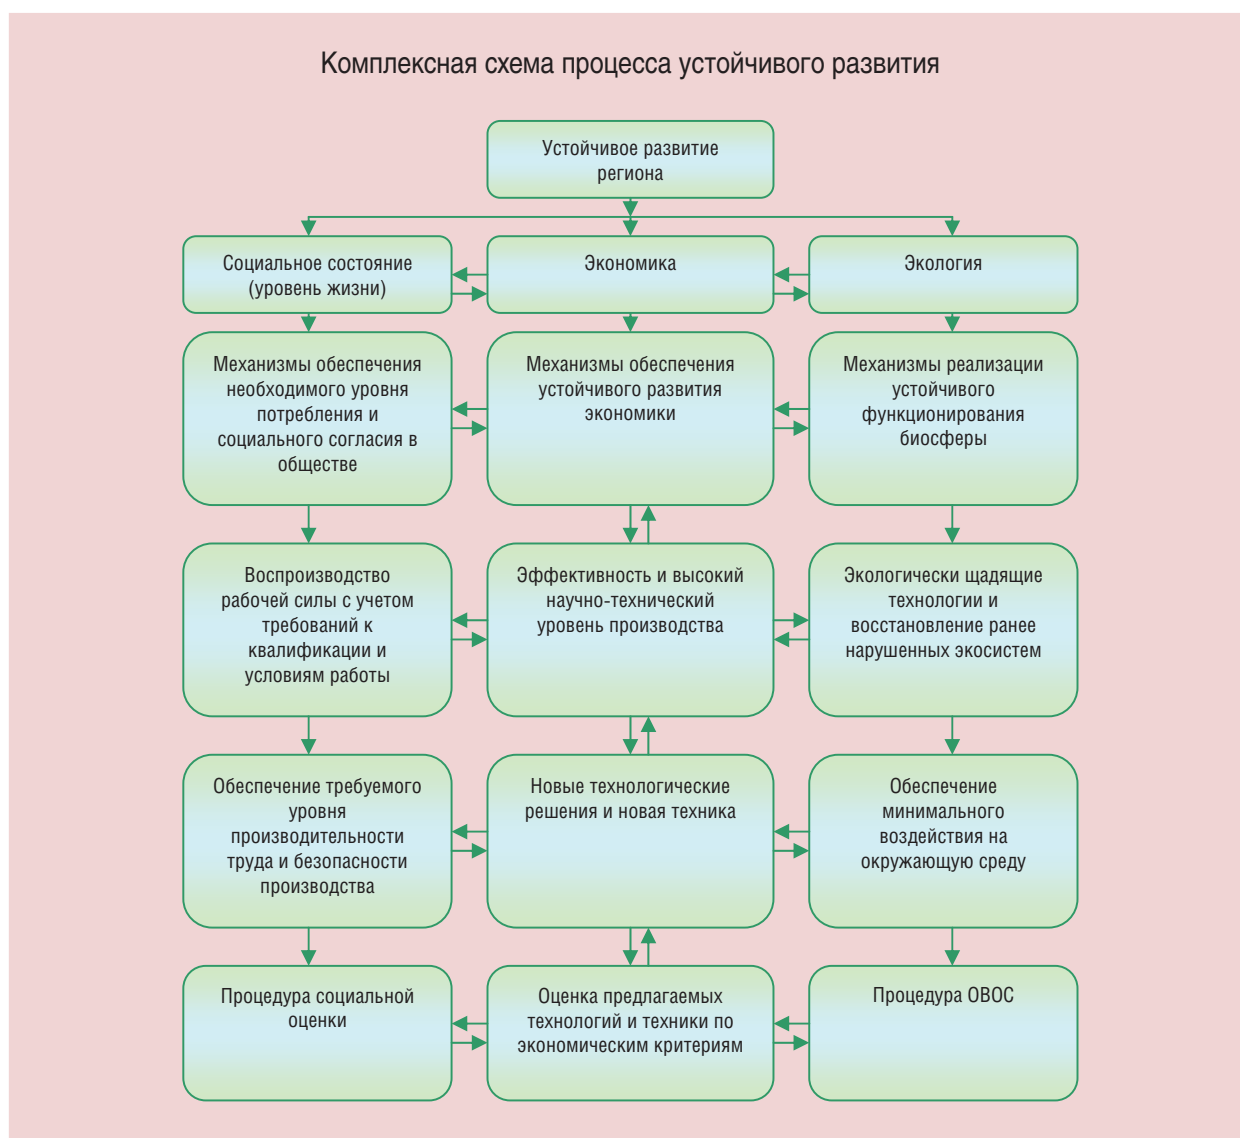 Комплексная схема процесса устойчивого развития
Устойчивое развитие
региона
Социальное состояние
(уровень жизни)
Экономика
Экология
Механизмы обеспечения
необходимого уровня
потребления и
социального согласия в
обществе
Механизмы обеспечения
устойчивого развития
экономики
Механизмы реализации
устойчивого
функционирования
биосферы
Воспроизводство
рабочей силы с учетом
требований к
квалификации и
условиям работы
Эффективность и высокий
научно-технический
уровень производства
Экологически щадящие
технологии и
восстановление ранее
нарушенных экосистем
Обеспечение требуемого
уровня
производительности
труда и безопасности
производства
Новые технологические
решения и новая техника
Обеспечение
минимального
воздействия на
окружающую среду
Процедура социальной
оценки
Оценка предлагаемых
технологий и техники по
экономическим критериям
Процедура ОВОС